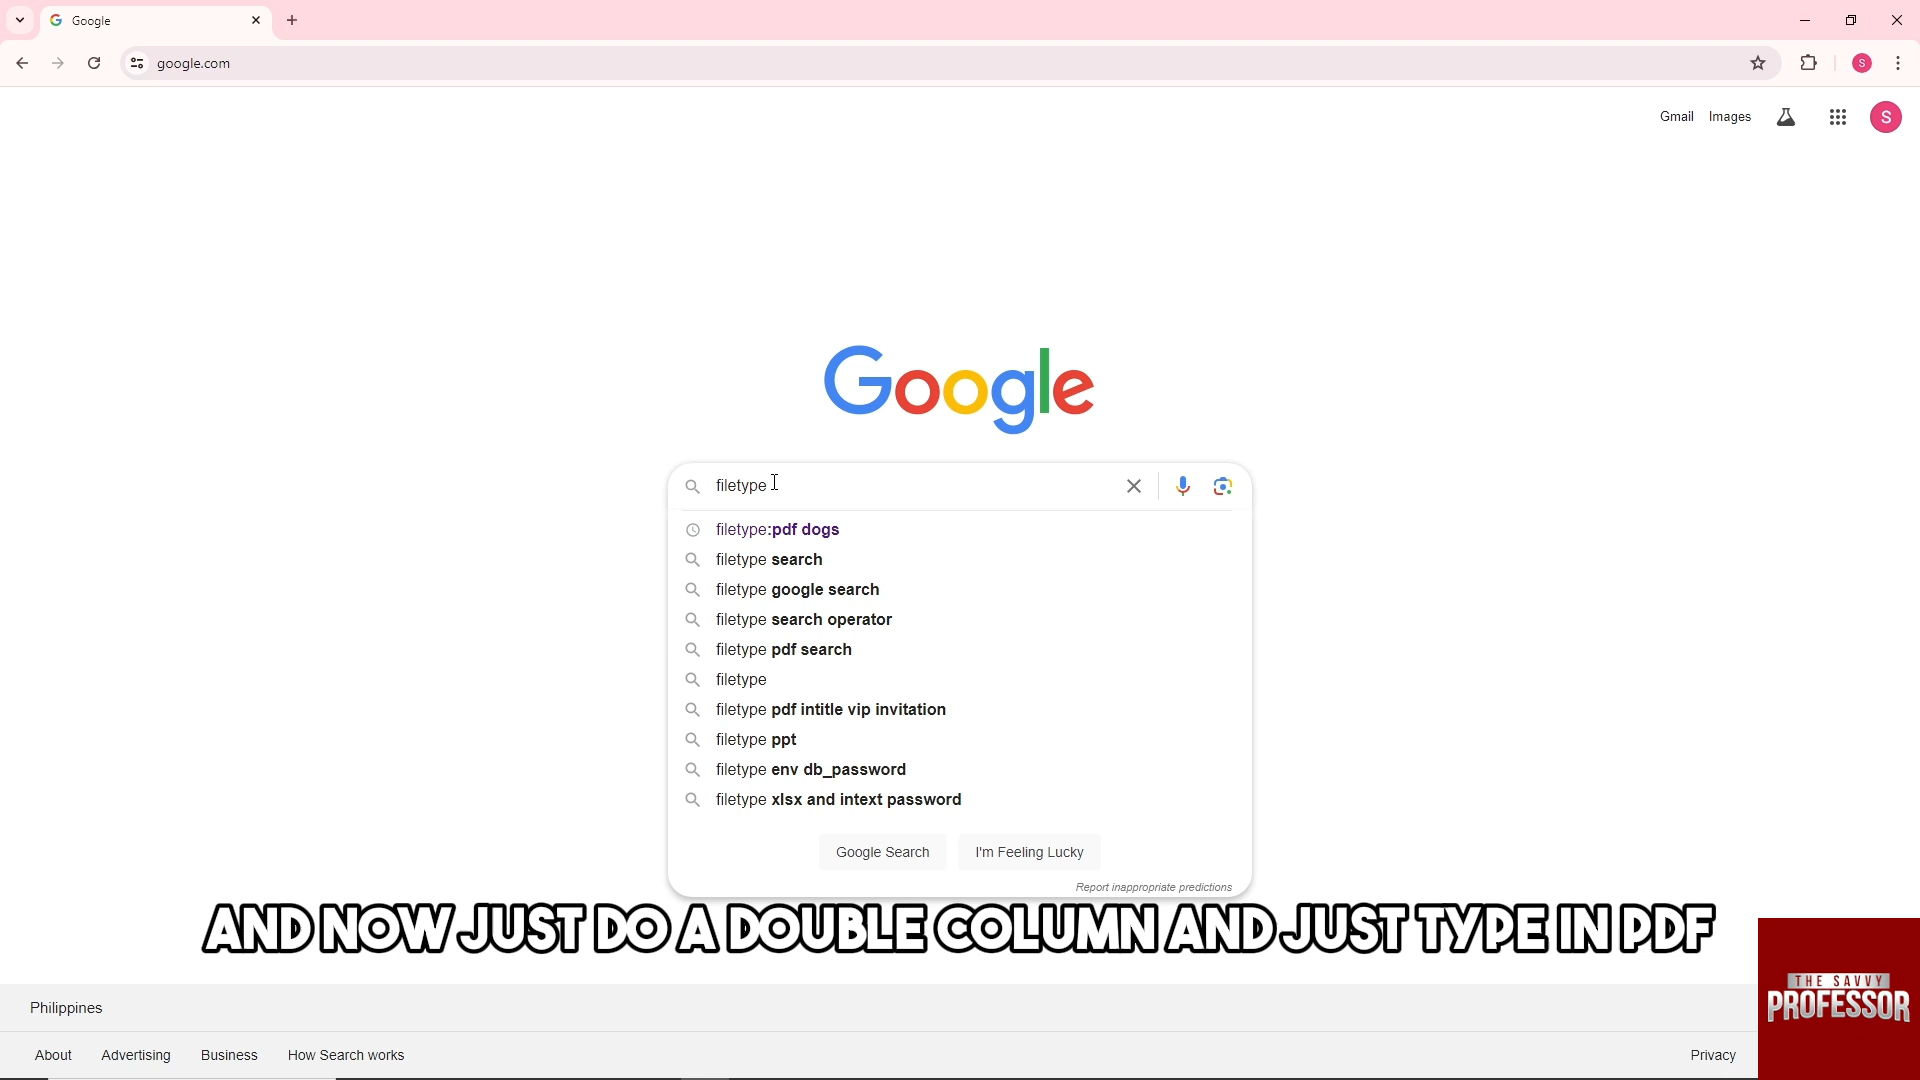 Google
google.com
Gmail Images
S
S
Google
filetype
filetype:pdf dogs
filetype search
filetype google search
filetype search operator
filetype pdf search
filetype
filetype pdf intitle vip invitation
filetype ppt
filetype env db_password
filetype xlsx and intext password
Google Search I'm Feeling Lucky
Report inappropriate predictions
AND NOW JUST DO A DOUBLE COLUMN AND JUST TYPE IN PDF
THE SAVVY
PROFESSOR
Philippines
About Advertising Business How Search works Privacy